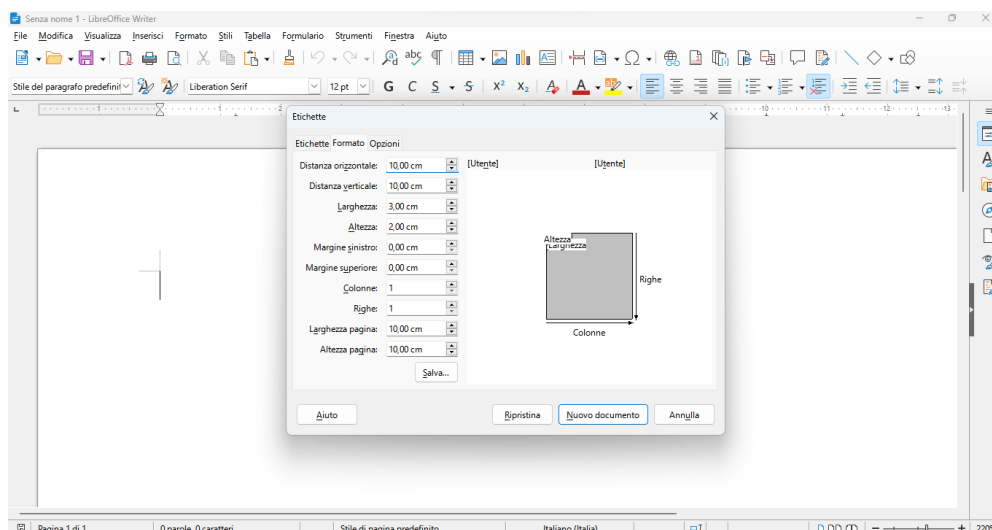 Senza nome 1 - LibreOffice Writer
File Modifica Visualizza Inserisci Formato Stili Tabella Formulario Strumenti Finestra Aiuto
Stile del paragrafo predefinit Liberation Serif 12 pt G C S S X² X₂ A A
Etichette
Etichette Formato Opzioni
Distanza orizzontale: 10,00 cm [Utente] [Utente]
Distanza verticale: 10,00 cm
Larghezza: 3,00 cm
Altezza: 2,00 cm
Altezza
Larghezza
Margine sinistro: 0,00 cm
Margine superiore: 0,00 cm
Righe
Colonne: 1
Righe: 1
Larghezza pagina: 10,00 cm
Colonne
Altezza pagina: 10,00 cm
Salva...
Aiuto Ripristina Nuovo documento Annulla
Pagina 1 di 1 0 parole, 0 caratteri Stile di pagina predefinito Italiano (Italia)